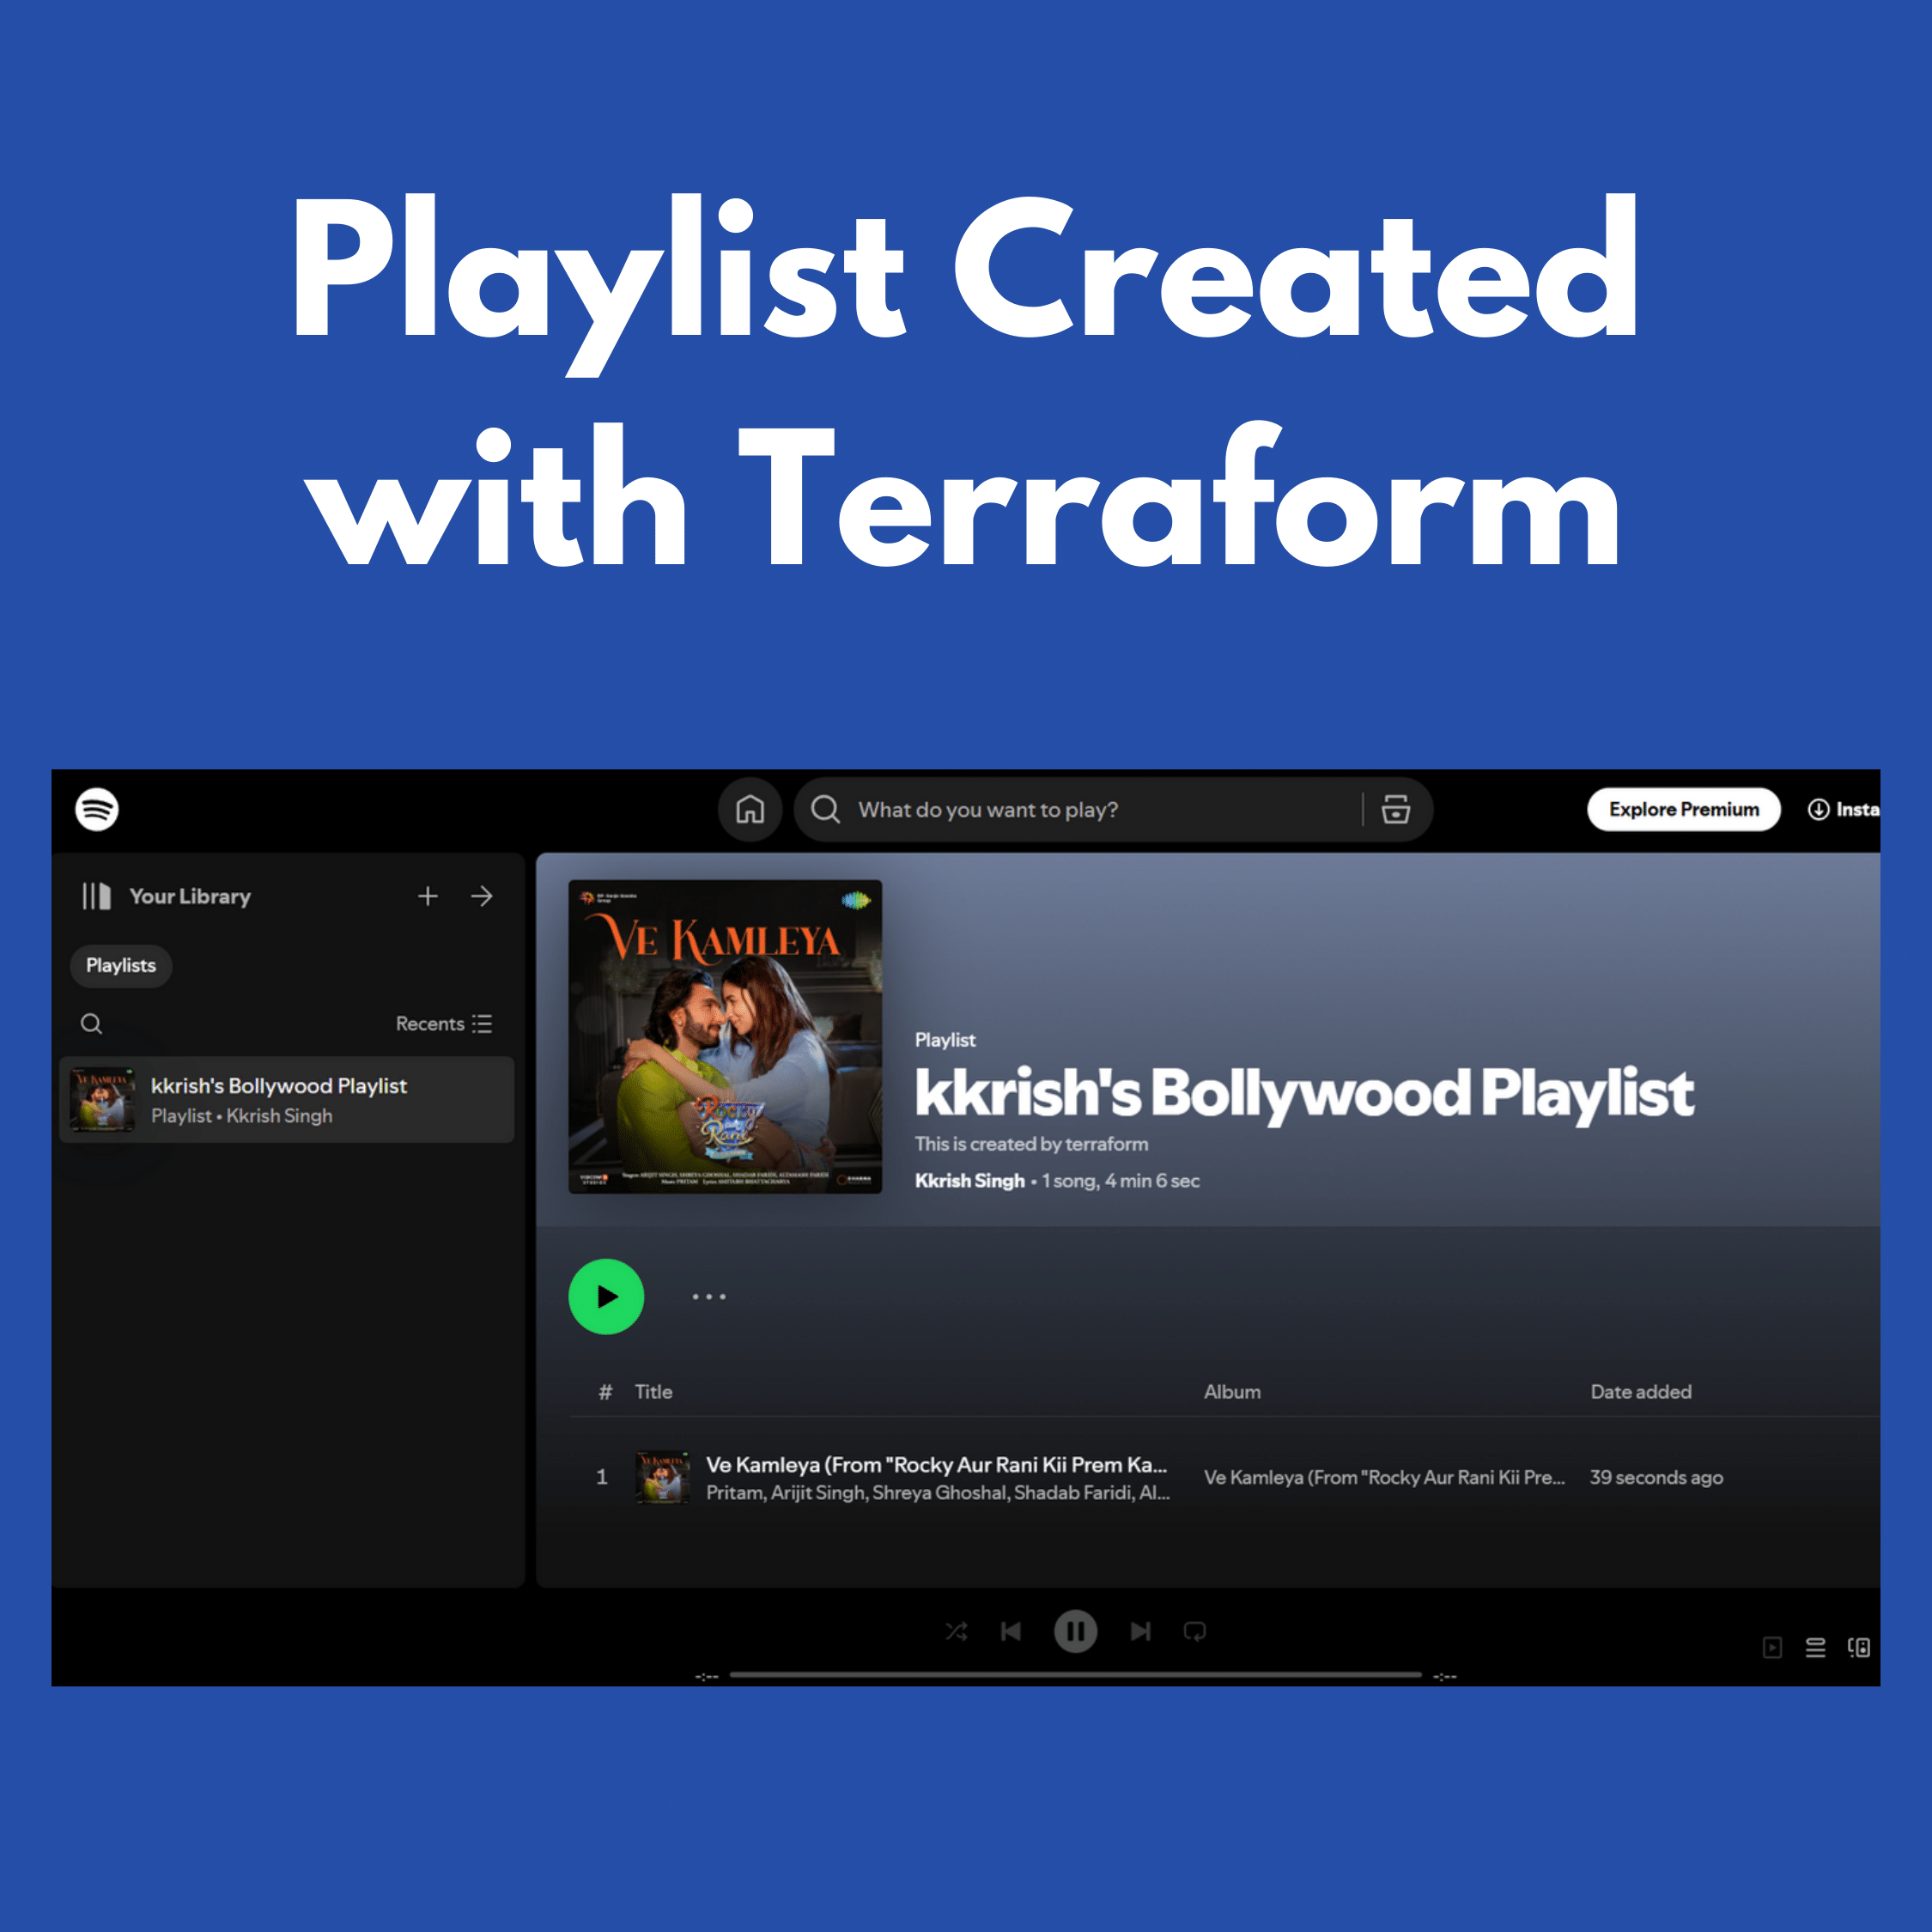 Playlist Created
with Terraform
What do you want to play?
Explore Premium
Insta
Your Library
Playlists
Recents
kkrish's Bollywood Playlist
Playlist • Kkrish Singh
VE KAMLEYA
Rocky
Rani
Playlist
kkrish's Bollywood Playlist
This is created by terraform
Kkrish Singh • 1 song, 4 min 6 sec
# Title Album Date added
1 Ve Kamleya (From "Rocky Aur Rani Kii Prem Ka... Ve Kamleya (From "Rocky Aur Rani Kii Pre... 39 seconds ago
Pritam, Arijit Singh, Shreya Ghoshal, Shadab Faridi, Al...
-:-- -:--